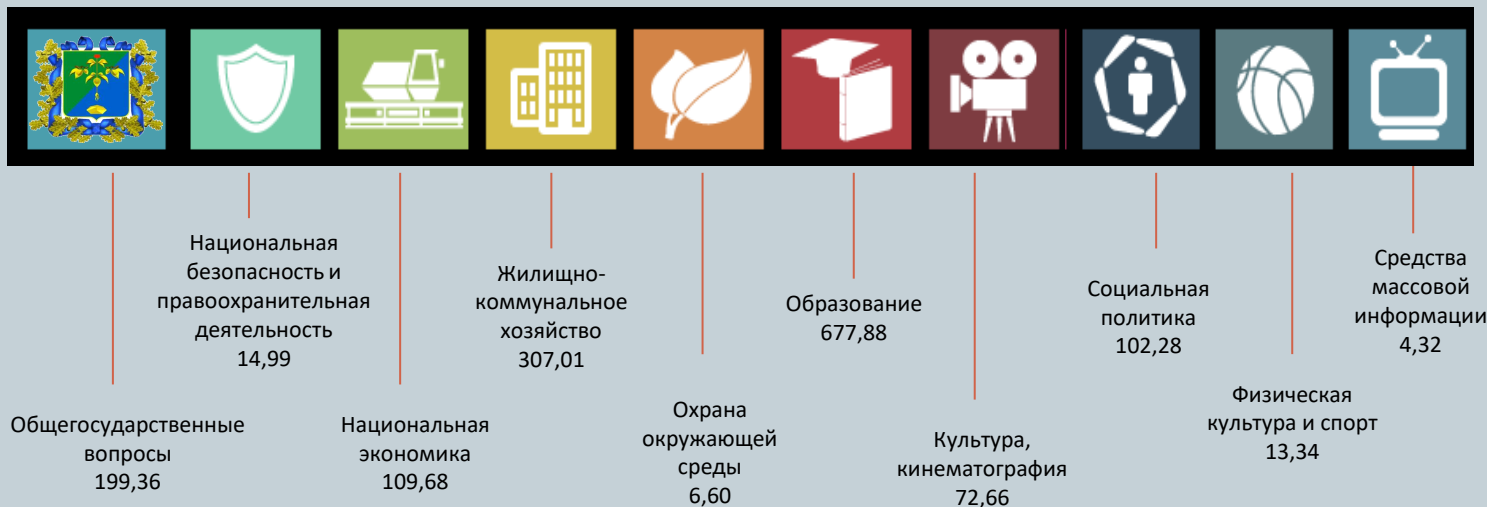 Общегосударственные
вопросы
199,36
Национальная
безопасность и
правоохранительная
деятельность
14,99
Национальная
экономика
109,68
Жилищно-
коммунальное
хозяйство
307,01
Охрана
окружающей
среды
6,60
Образование
677,88
Культура,
кинематография
72,66
Социальная
политика
102,28
Физическая
культура и спорт
13,34
Средства
массовой
информации
4,32